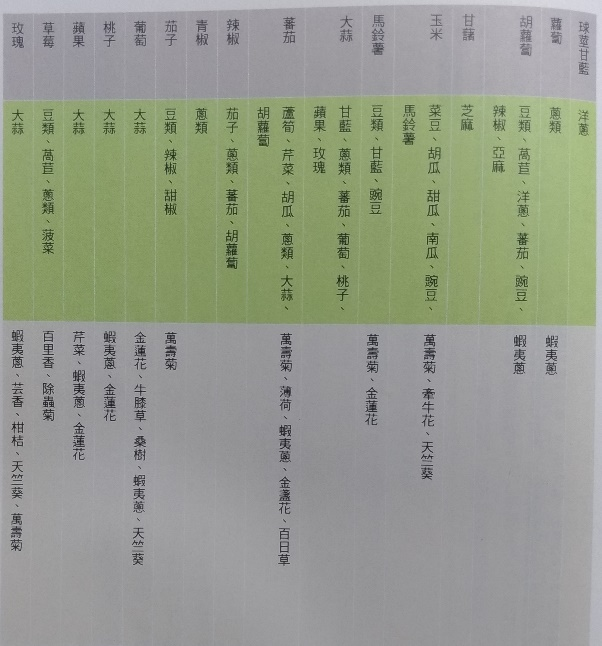 球莖甘藍 洋蔥
蘿蔔 蔥類 蝦夷蔥
胡蘿蔔 豆類、萵苣、洋蔥、蕃茄、豌豆、 蝦夷蔥
辣椒、亞麻
甘藷 芝麻
玉米 菜豆、胡瓜、甜瓜、南瓜、豌豆、 萬壽菊、牽牛花、天竺葵
馬鈴薯
馬鈴薯 豆類、甘藍、豌豆 萬壽菊、金蓮花
大蒜 甘藍、蔥類、蕃茄、葡萄、桃子、
蘋果、玫瑰
蕃茄 蘆筍、芹菜、胡瓜、蔥類、大蒜、 萬壽菊、薄荷、蝦夷蔥、金盞花、百日草
胡蘿蔔
辣椒 茄子、蔥類、蕃茄、胡蘿蔔
青椒 蔥類
茄子 豆類、辣椒、甜椒 萬壽菊
葡萄 大蒜 金蓮花、牛膝草、桑樹、蝦夷蔥、天竺葵
桃子 大蒜 蝦夷蔥、金蓮花
蘋果 大蒜 芹菜、蝦夷蔥、金蓮花
草莓 豆類、萵苣、蔥類、菠菜 百里香、除蟲菊
玫瑰 大蒜 蝦夷蔥、芸香、柑桔、天竺葵、萬壽菊